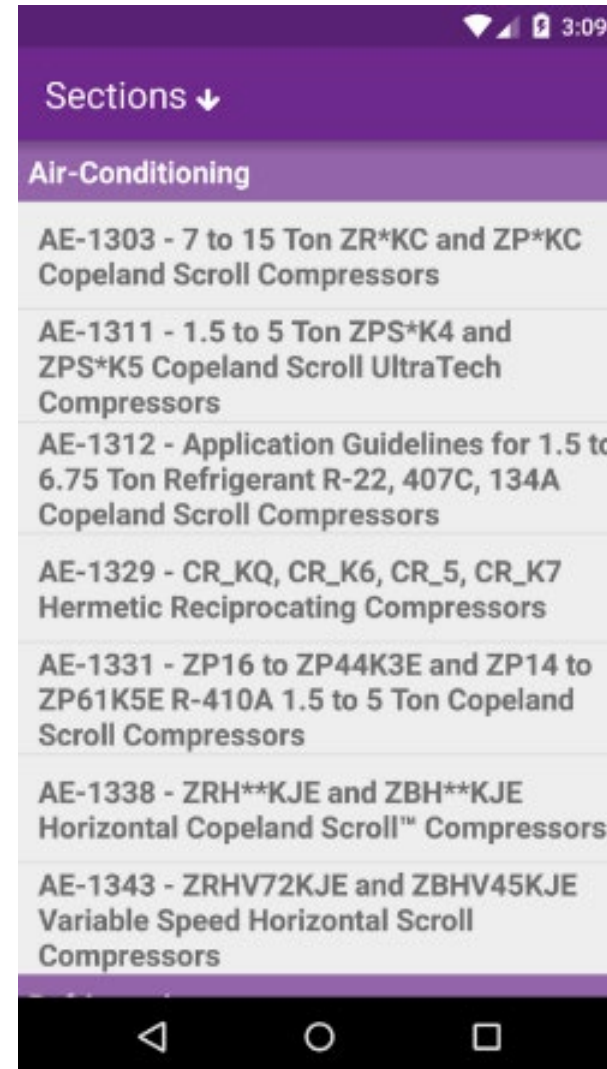 3:09
Sections
Air-Conditioning
AE-1303 - 7 to 15 Ton ZR*KC and ZP*KC
Copeland Scroll Compressors
AE-1311 - 1.5 to 5 Ton ZPS*K4 and
ZPS*K5 Copeland Scroll UltraTech
Compressors
AE-1312 - Application Guidelines for 1.5 to
6.75 Ton Refrigerant R-22, 407C, 134A
Copeland Scroll Compressors
AE-1329 - CR_KQ, CR_K6, CR_5, CR_K7
Hermetic Reciprocating Compressors
AE-1331 - ZP16 to ZP44K3E and ZP14 to
ZP61K5E R-410A 1.5 to 5 Ton Copeland
Scroll Compressors
AE-1338 - ZRH**KJE and ZBH**KJE
Horizontal Copeland Scroll™ Compressors
AE-1343 - ZRHV72KJE and ZBHV45KJE
Variable Speed Horizontal Scroll
Compressors